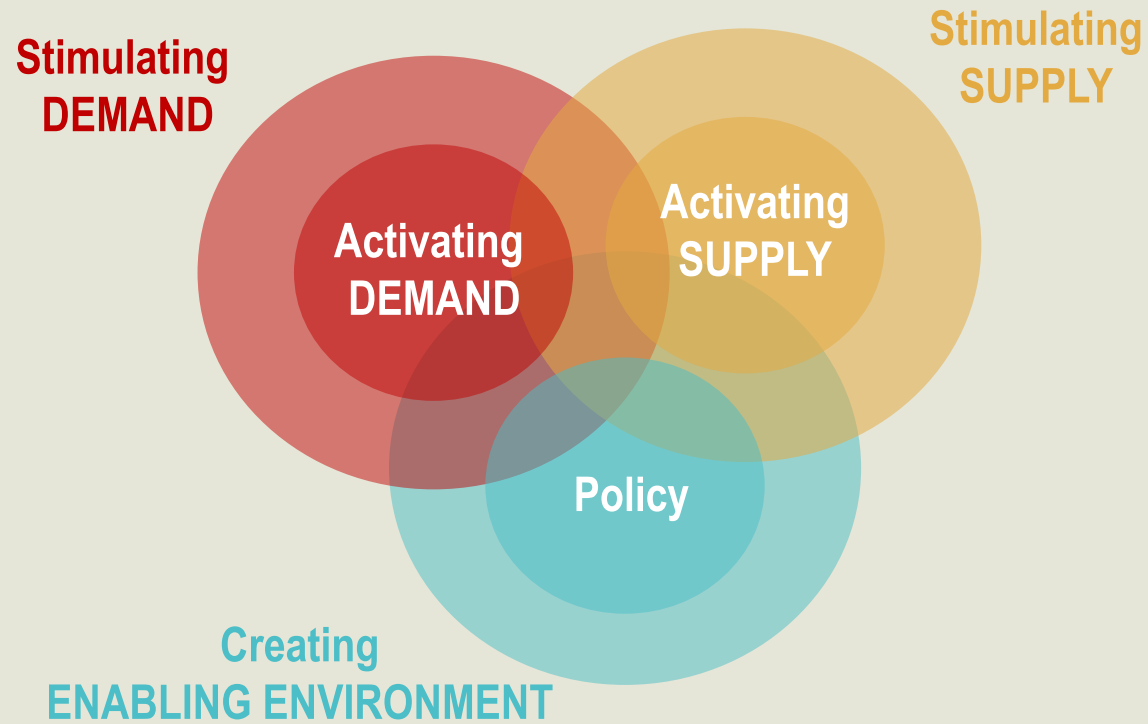 Stimulating
DEMAND
Stimulating
SUPPLY
Activating
DEMAND
Activating
SUPPLY
Policy
Creating
ENABLING ENVIRONMENT